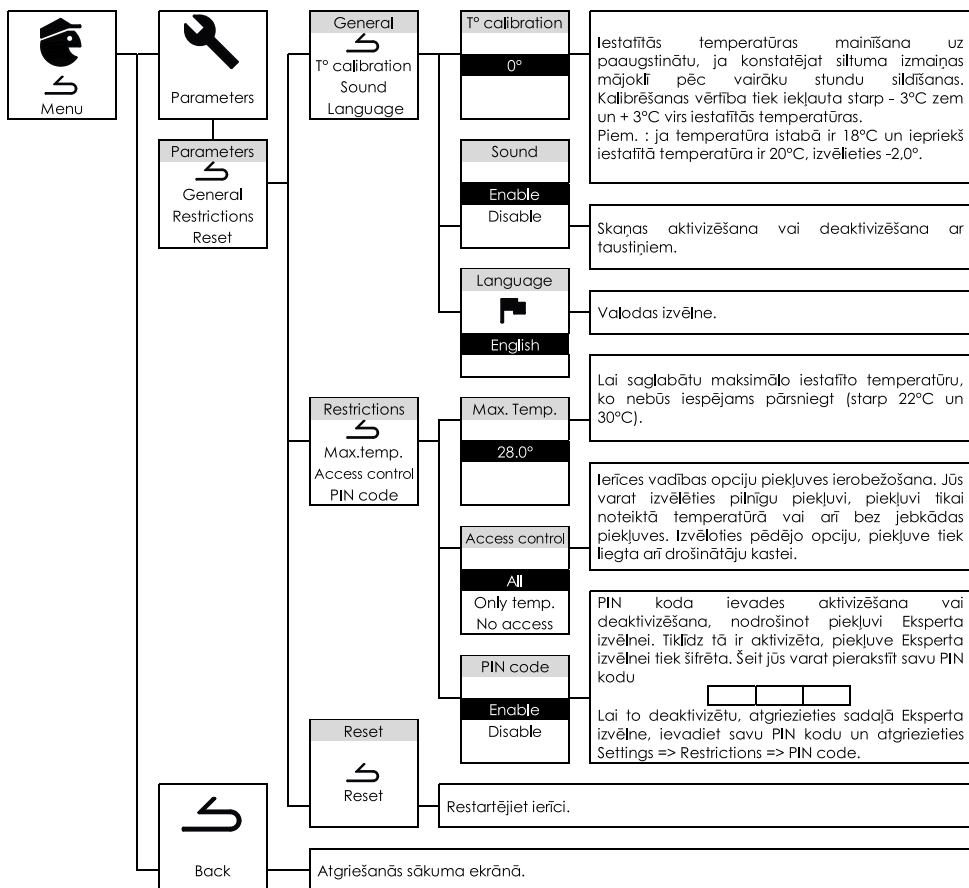 Menu
Parameters
Parameters
General
Restrictions
Reset
General
T° calibration
Sound
Language
T° calibration
0°
Iestatītās temperatūras mainīšana uz
paaugstinātu, ja konstatējat siltuma izmaiņas
mājoklī pēc vairāku stundu sildīšanas.
Kalibrēšanas vērtība tiek iekļauta starp - 3°C zem
un + 3°C virs iestatītās temperatūras.
Piem. : ja temperatūra istabā ir 18°C un iepriekš
iestatītā temperatūra ir 20°C, izvēlieties -2,0°.
Sound
Enable
Disable
Skaņas aktivizēšana vai deaktivizēšana ar
taustiņiem.
Language
English
Valodas izvēlne.
Restrictions
Max.temp.
Access control
PIN code
Max. Temp.
28.0°
Lai saglabātu maksimālo iestatīto temperatūru,
ko nebūs iespējams pārsniegt (starp 22°C un
30°C).
Access control
All
Only temp.
No access
Ierīces vadības opciju piekļuves ierobežošana. Jūs
varat izvēlēties pilnīgu piekļuvi, piekļuvi tikai
noteiktā temperatūrā vai arī bez jebkādas
piekļuves. Izvēloties pēdējo opciju, piekļuve tiek
liegta arī drošinātāju kastei.
PIN code
Enable
Disable
PIN koda ievades aktivizēšana vai
deaktivizēšana, nodrošinot piekļuvi Eksperta
izvēlnei. Tiklīdz tā ir aktivizēta, piekļuve Eksperta
izvēlnei tiek šifrēta. Šeit jūs varat pierakstīt savu PIN
kodu
Lai to deaktivizētu, atgriezieties sadaļā Eksperta
izvēlne, ievadiet savu PIN kodu un atgriezieties
Settings => Restrictions => PIN code.
Reset
Reset
Restartējiet ierīci.
Back
Atgriešanās sākuma ekrānā.